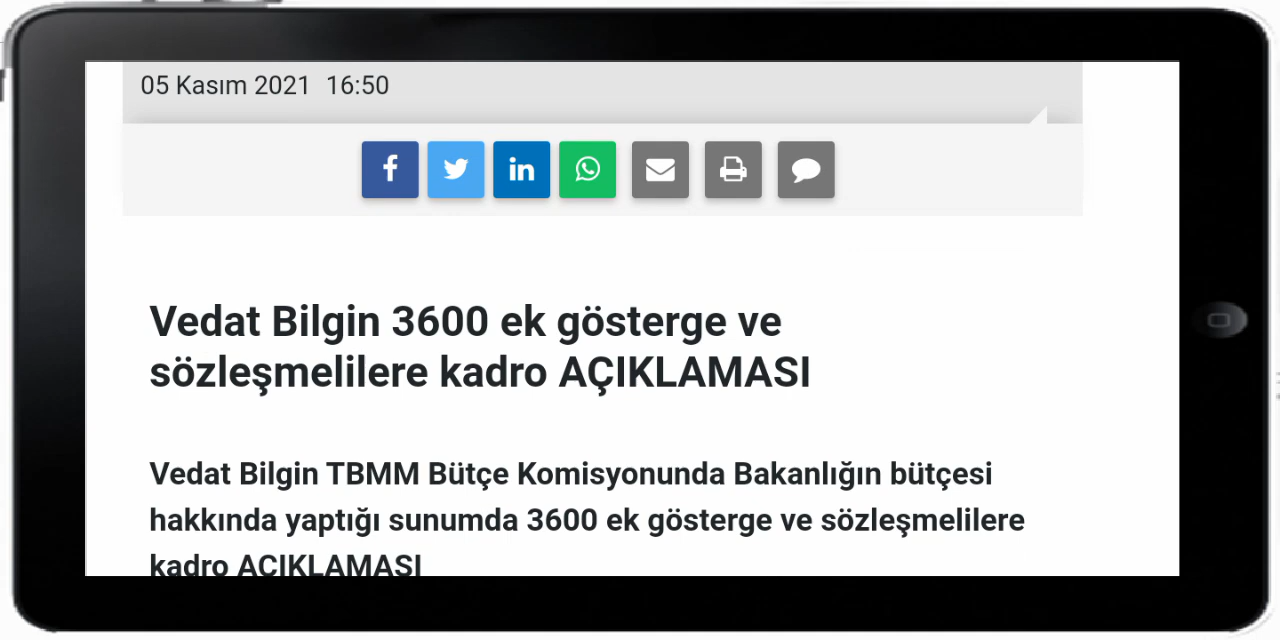 05 Kasım 2021 16:50
Vedat Bilgin 3600 ek gösterge ve
sözleşmelilere kadro AÇIKLAMASI
Vedat Bilgin TBMM Bütçe Komisyonunda Bakanlığın bütçesi
hakkında yaptığı sunumda 3600 ek gösterge ve sözleşmelilere
kadro AÇIKLAMASI